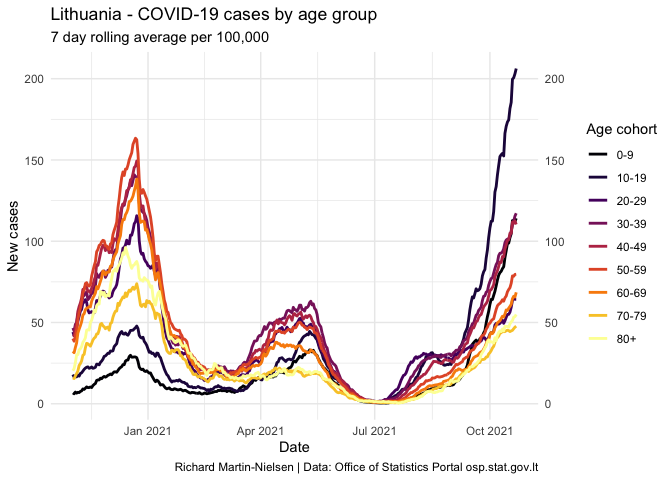 Lithuania - COVID-19 cases by age group
7 day rolling average per 100,000
200
150
100
50
0
200
150
100
50
0
New cases
Jan 2021
Apr 2021
Jul 2021
Oct 2021
Date
Age cohort
0-9
10-19
20-29
30-39
40-49
50-59
60-69
70-79
80+
Richard Martin-Nielsen | Data: Office of Statistics Portal osp.stat.gov.lt